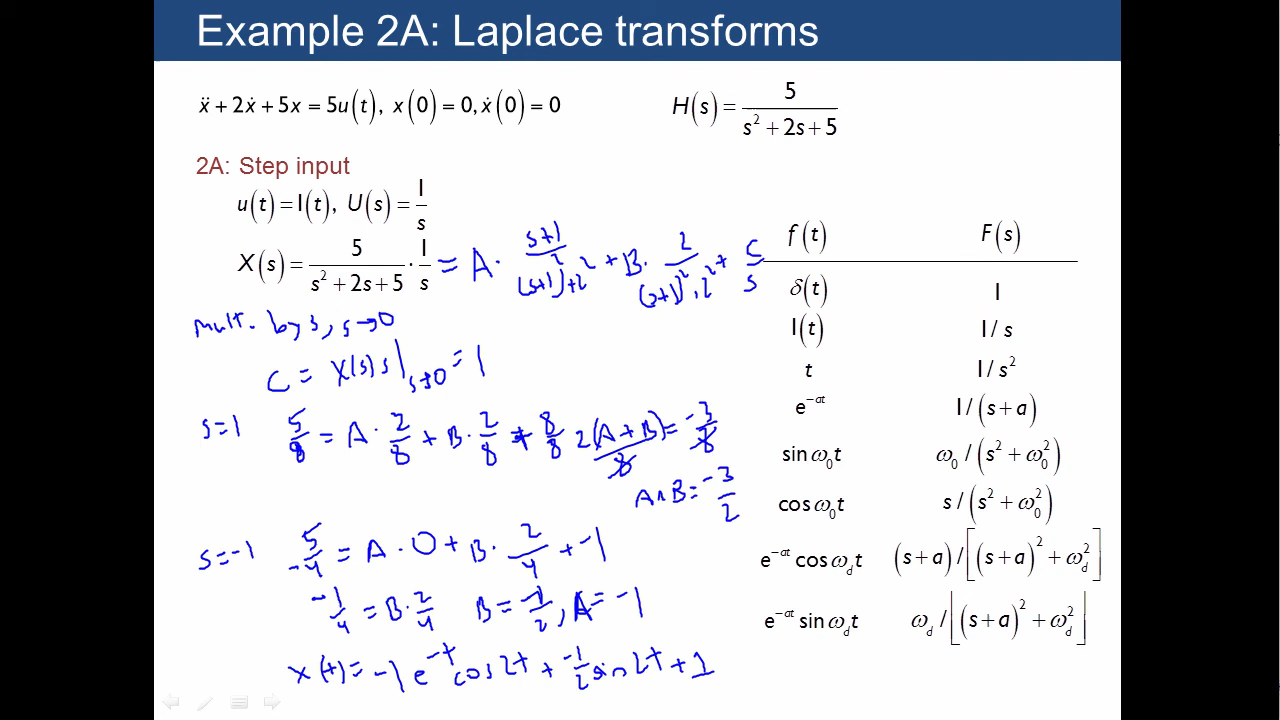 Example 2A: Laplace transforms
ẍ + 2ẋ + 5x = 5u(t), x(0) = 0, ẋ(0) = 0
H(s) = 5 / (s² + 2s + 5)
2A: Step input
u(t) = 1(t), U(s) = 1/s
X(s) = 5/(s² + 2s + 5) · 1/s = A · (s+1)/((s+1)²+2²) + B · 2/((s+1)², 2²) + C/s
mult. by s, s→0
C = X(s)s|s→0 = 1
s=1 5/8 = A · 2/8 + B · 2/8 + 8/8 2(A+B)/8 = -3/8
A+B = -3/2
s=-1 5/-4 = A · 0 + B · 2/4 + -1
-1/4 = B · 2/4 B = -1/2, A = -1
x(t) = -1 e^-t cos2t + -1/2 sin2t + 1
f(t) F(s)
δ(t) 1
1(t) 1/s
t 1/s²
e^-at 1/(s+a)
sin ω₀t ω₀/(s² + ω₀²)
cos ω₀t s/(s² + ω₀²)
e^-at cos ω_d t (s+a)/[(s+a)² + ω_d²]
e^-at sin ω_d t ω_d/[(s+a)² + ω_d²]